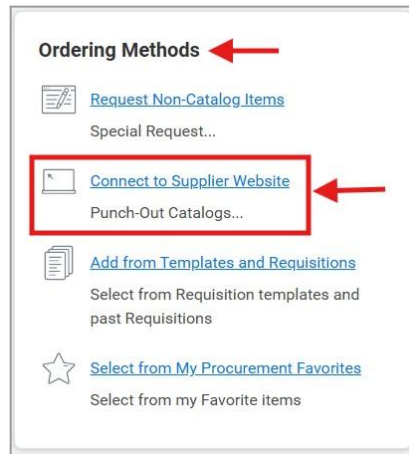 Ordering Methods
Request Non-Catalog Items
Special Request...
Connect to Supplier Website
Punch-Out Catalogs...
Add from Templates and Requisitions
Select from Requisition templates and
past Requisitions
Select from My Procurement Favorites
Select from my Favorite items